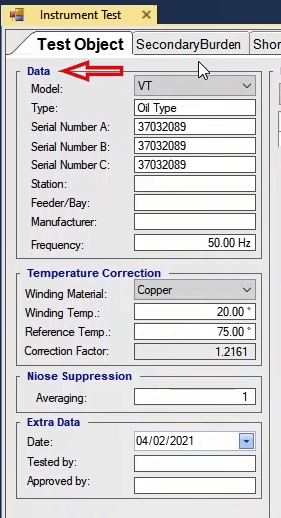 Instrument Test
Test Object SecondaryBurden Shor
Data
Model: VT
Type: Oil Type
Serial Number A: 37032089
Serial Number B: 37032089
Serial Number C: 37032089
Station:
Feeder/Bay:
Manufacturer:
Frequency: 50.00 Hz
Temperature Correction
Winding Material: Copper
Winding Temp.: 20.00 °
Reference Temp.: 75.00 °
Correction Factor: 1.2161
Niose Suppression
Averaging: 1
Extra Data
Date: 04/02/2021
Tested by:
Approved by: